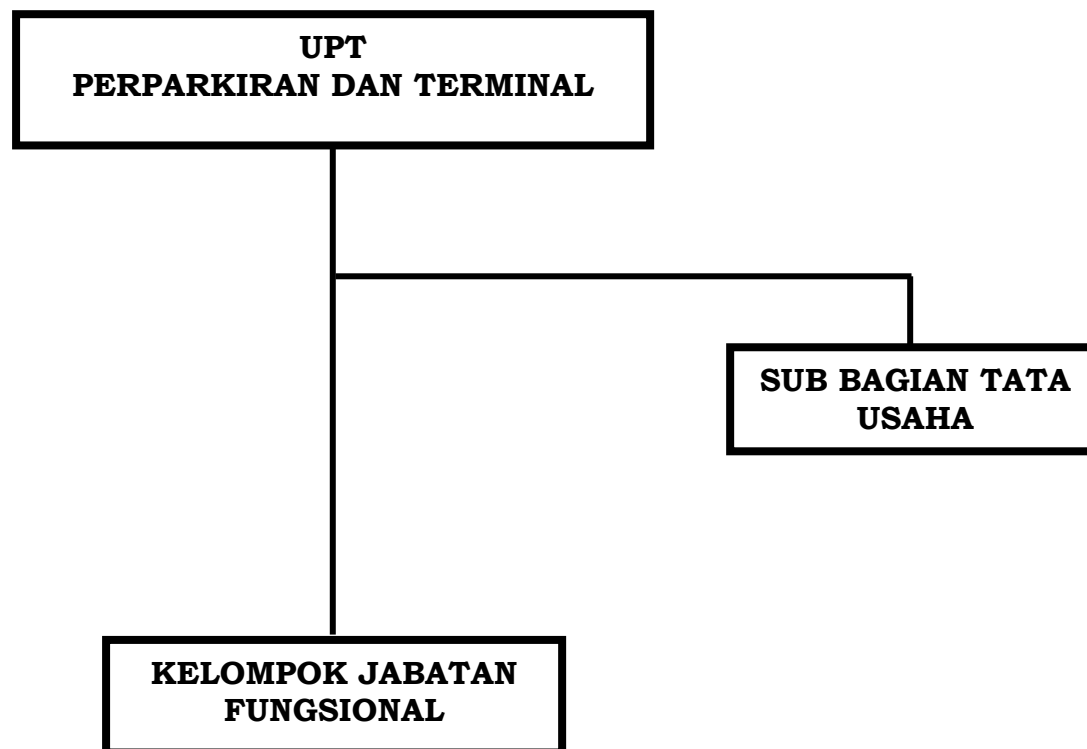 UPT
PERPARKIRAN DAN TERMINAL
SUB BAGIAN TATA
USAHA
KELOMPOK JABATAN
FUNGSIONAL